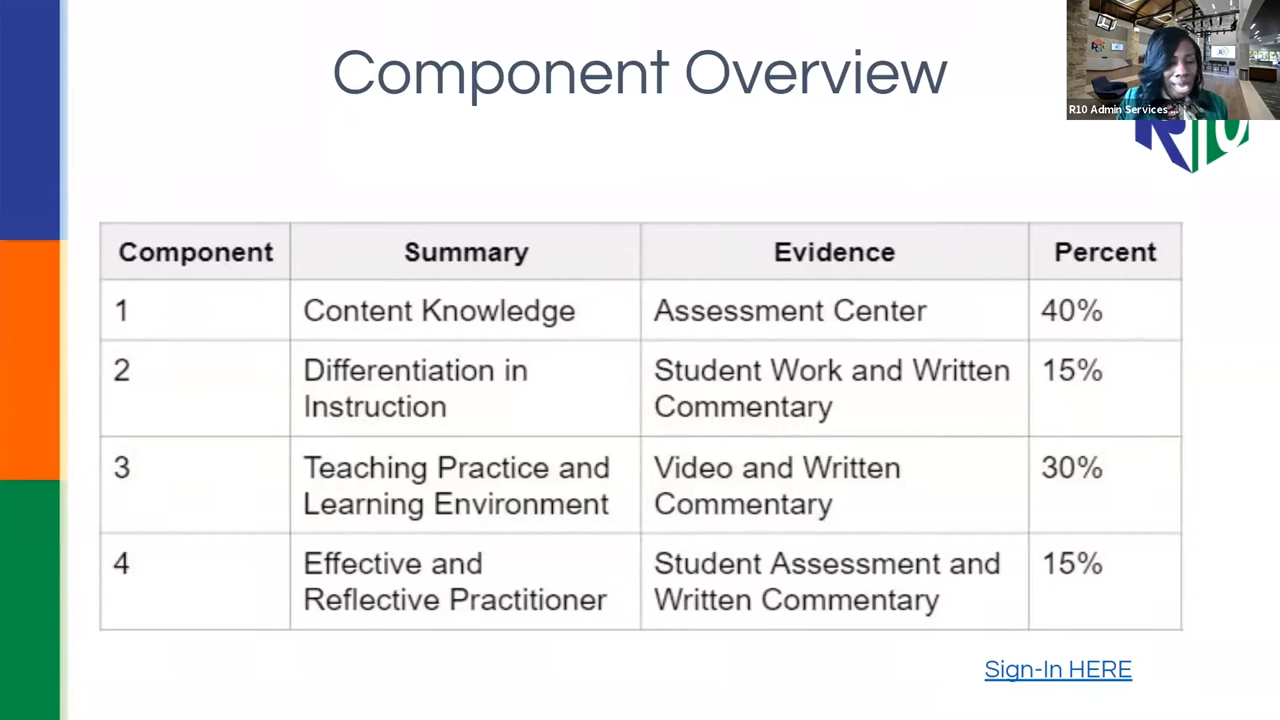 Component Overview
R10 Admin Services ...
R10
Component Summary Evidence Percent
1 Content Knowledge Assessment Center 40%
2 Differentiation in Student Work and Written 15%
Instruction Commentary
3 Teaching Practice and Video and Written 30%
Learning Environment Commentary
4 Effective and Student Assessment and 15%
Reflective Practitioner Written Commentary
Sign-In HERE